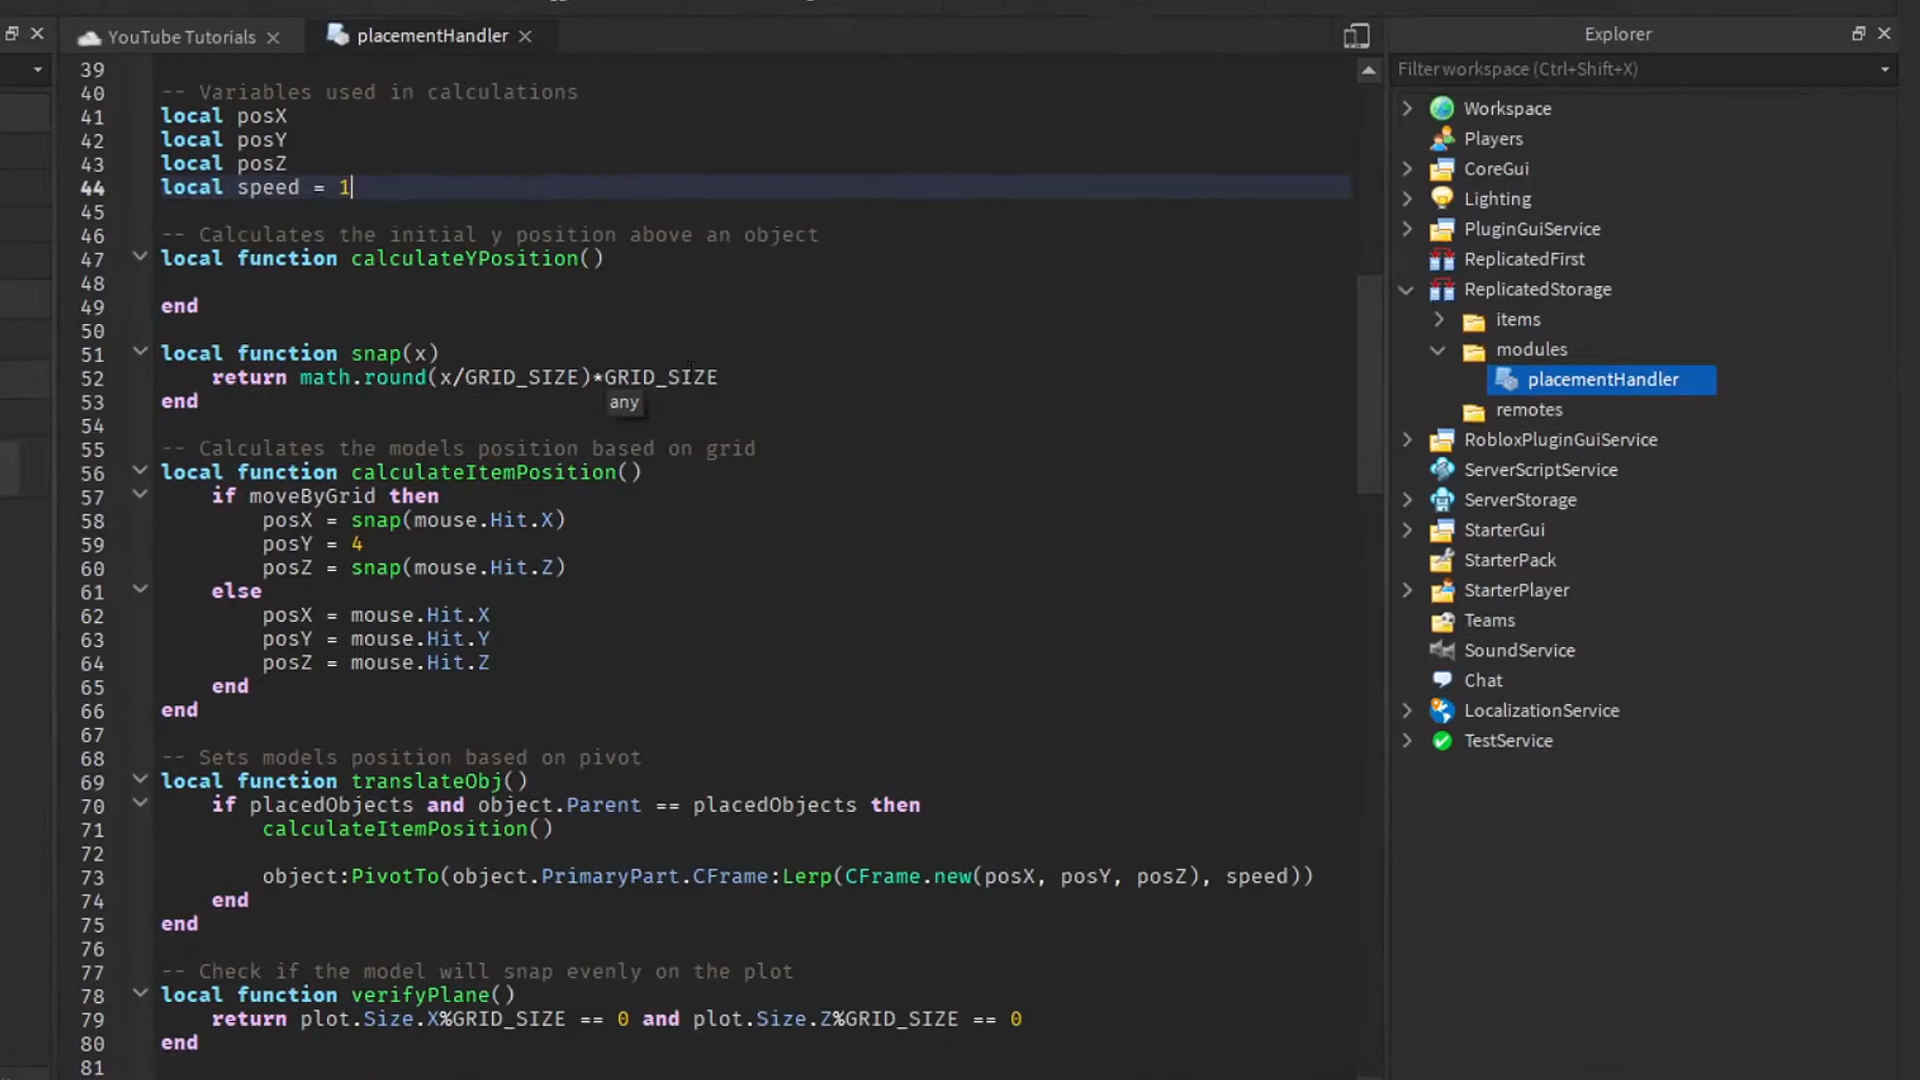 YouTube Tutorials
placementHandler
39
40 -- Variables used in calculations
41 local posX
42 local posY
43 local posZ
44 local speed = 1
45
46 -- Calculates the initial y position above an object
47 local function calculateYPosition()
48
49 end
50
51 local function snap(x)
52 return math.round(x/GRID_SIZE)*GRID_SIZE
any
53 end
54
55 -- Calculates the models position based on grid
56 local function calculateItemPosition()
57 if moveByGrid then
58 posX = snap(mouse.Hit.X)
59 posY = 4
60 posZ = snap(mouse.Hit.Z)
61 else
62 posX = mouse.Hit.X
63 posY = mouse.Hit.Y
64 posZ = mouse.Hit.Z
65 end
66 end
67
68 -- Sets models position based on pivot
69 local function translateObj()
70 if placedObjects and object.Parent == placedObjects then
71 calculateItemPosition()
72
73 object:PivotTo(object.PrimaryPart.CFrame:Lerp(CFrame.new(posX, posY, posZ), speed))
74 end
75 end
76
77 -- Check if the model will snap evenly on the plot
78 local function verifyPlane()
79 return plot.Size.X%GRID_SIZE == 0 and plot.Size.Z%GRID_SIZE == 0
80 end
81
Explorer
Filter workspace (Ctrl+Shift+X)
Workspace
Players
CoreGui
Lighting
PluginGuiService
ReplicatedFirst
ReplicatedStorage
items
modules
placementHandler
remotes
RobloxPluginGuiService
ServerScriptService
ServerStorage
StarterGui
StarterPack
StarterPlayer
Teams
SoundService
Chat
LocalizationService
TestService